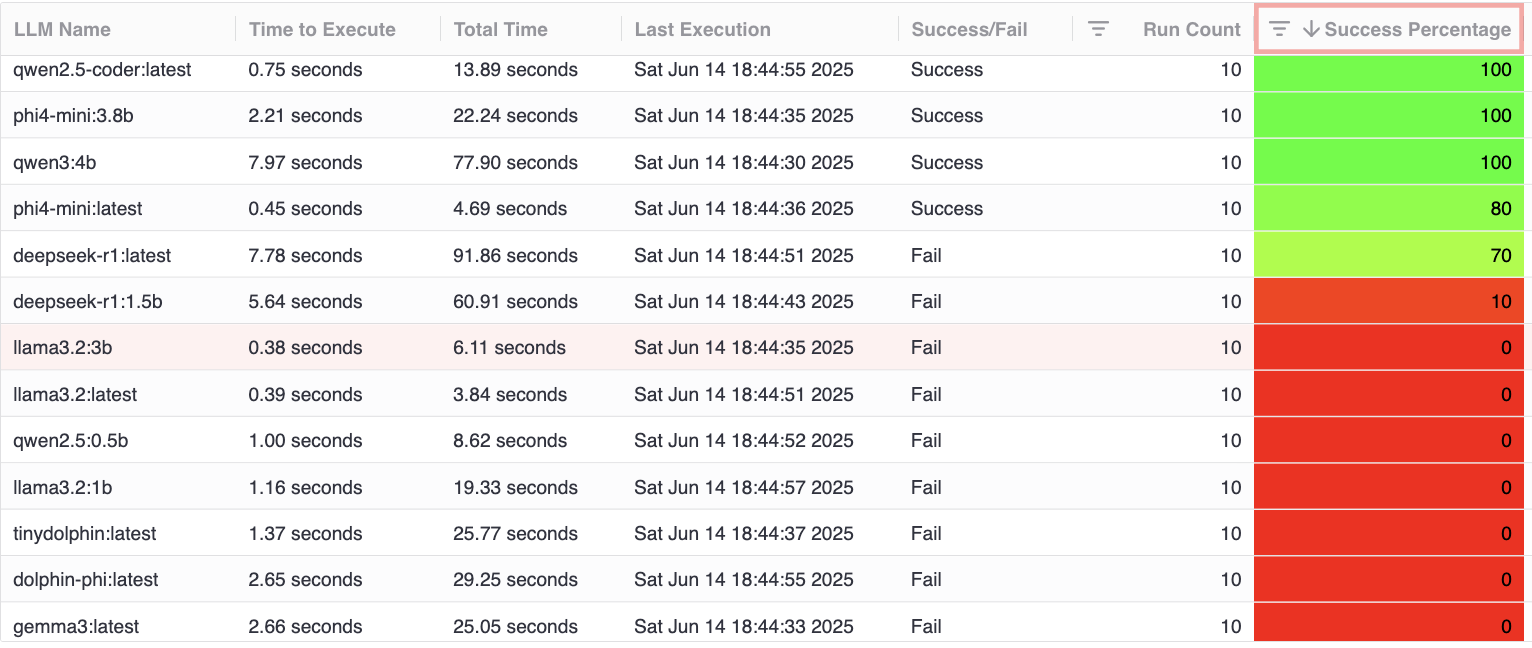 LLM Name Time to Execute Total Time Last Execution Success/Fail Run Count Success Percentage
qwen2.5-coder:latest 0.75 seconds 13.89 seconds Sat Jun 14 18:44:55 2025 Success 10 100
phi4-mini:3.8b 2.21 seconds 22.24 seconds Sat Jun 14 18:44:35 2025 Success 10 100
qwen3:4b 7.97 seconds 77.90 seconds Sat Jun 14 18:44:30 2025 Success 10 100
phi4-mini:latest 0.45 seconds 4.69 seconds Sat Jun 14 18:44:36 2025 Success 10 80
deepseek-r1:latest 7.78 seconds 91.86 seconds Sat Jun 14 18:44:51 2025 Fail 10 70
deepseek-r1:1.5b 5.64 seconds 60.91 seconds Sat Jun 14 18:44:43 2025 Fail 10 10
llama3.2:3b 0.38 seconds 6.11 seconds Sat Jun 14 18:44:35 2025 Fail 10 0
llama3.2:latest 0.39 seconds 3.84 seconds Sat Jun 14 18:44:51 2025 Fail 10 0
qwen2.5:0.5b 1.00 seconds 8.62 seconds Sat Jun 14 18:44:52 2025 Fail 10 0
llama3.2:1b 1.16 seconds 19.33 seconds Sat Jun 14 18:44:57 2025 Fail 10 0
tinydolphin:latest 1.37 seconds 25.77 seconds Sat Jun 14 18:44:37 2025 Fail 10 0
dolphin-phi:latest 2.65 seconds 29.25 seconds Sat Jun 14 18:44:55 2025 Fail 10 0
gemma3:latest 2.66 seconds 25.05 seconds Sat Jun 14 18:44:33 2025 Fail 10 0